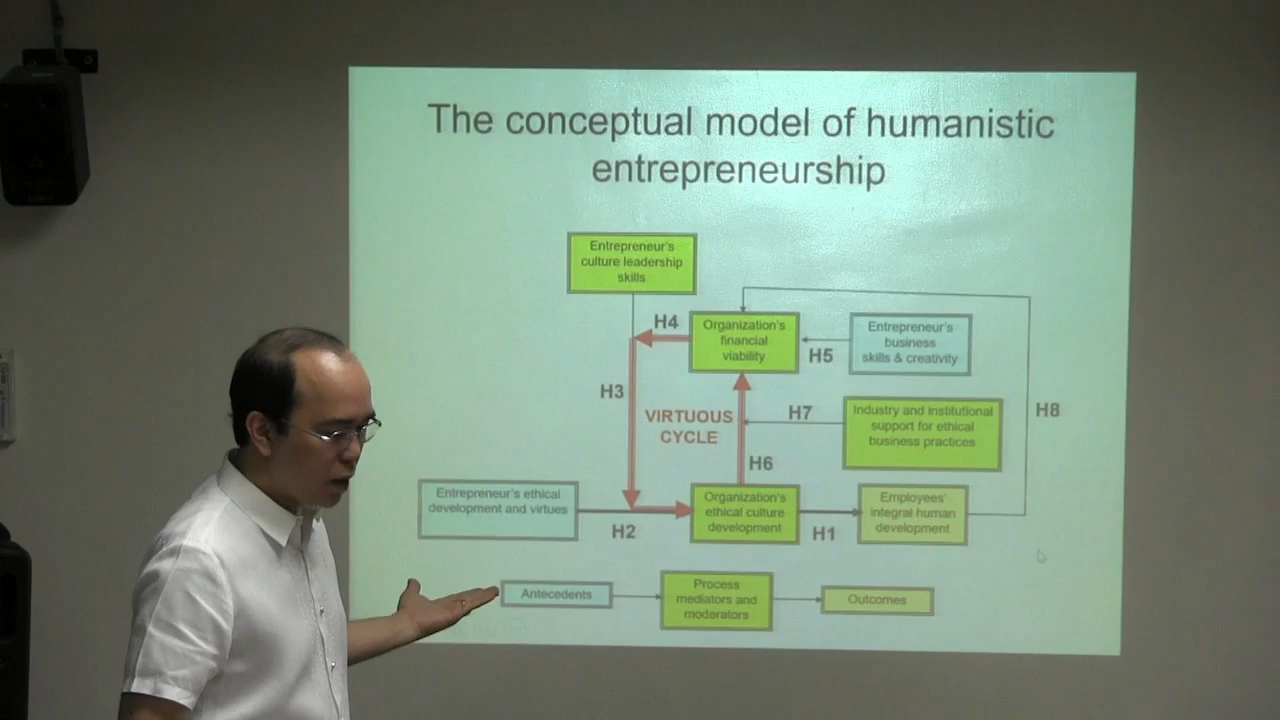 The conceptual model of humanistic
entrepreneurship
Entrepreneur's
culture leadership
skills
H4
Organization's
financial
viability
H5
Entrepreneur's
business
skills & creativity
H3
VIRTUOUS
CYCLE
H7
Industry and institutional
support for ethical
business practices
H8
H6
Entrepreneur's ethical
development and virtues
H2
Organization's
ethical culture
development
H1
Employees'
integral human
development
Antecedents
Process
mediators and
moderators
Outcomes